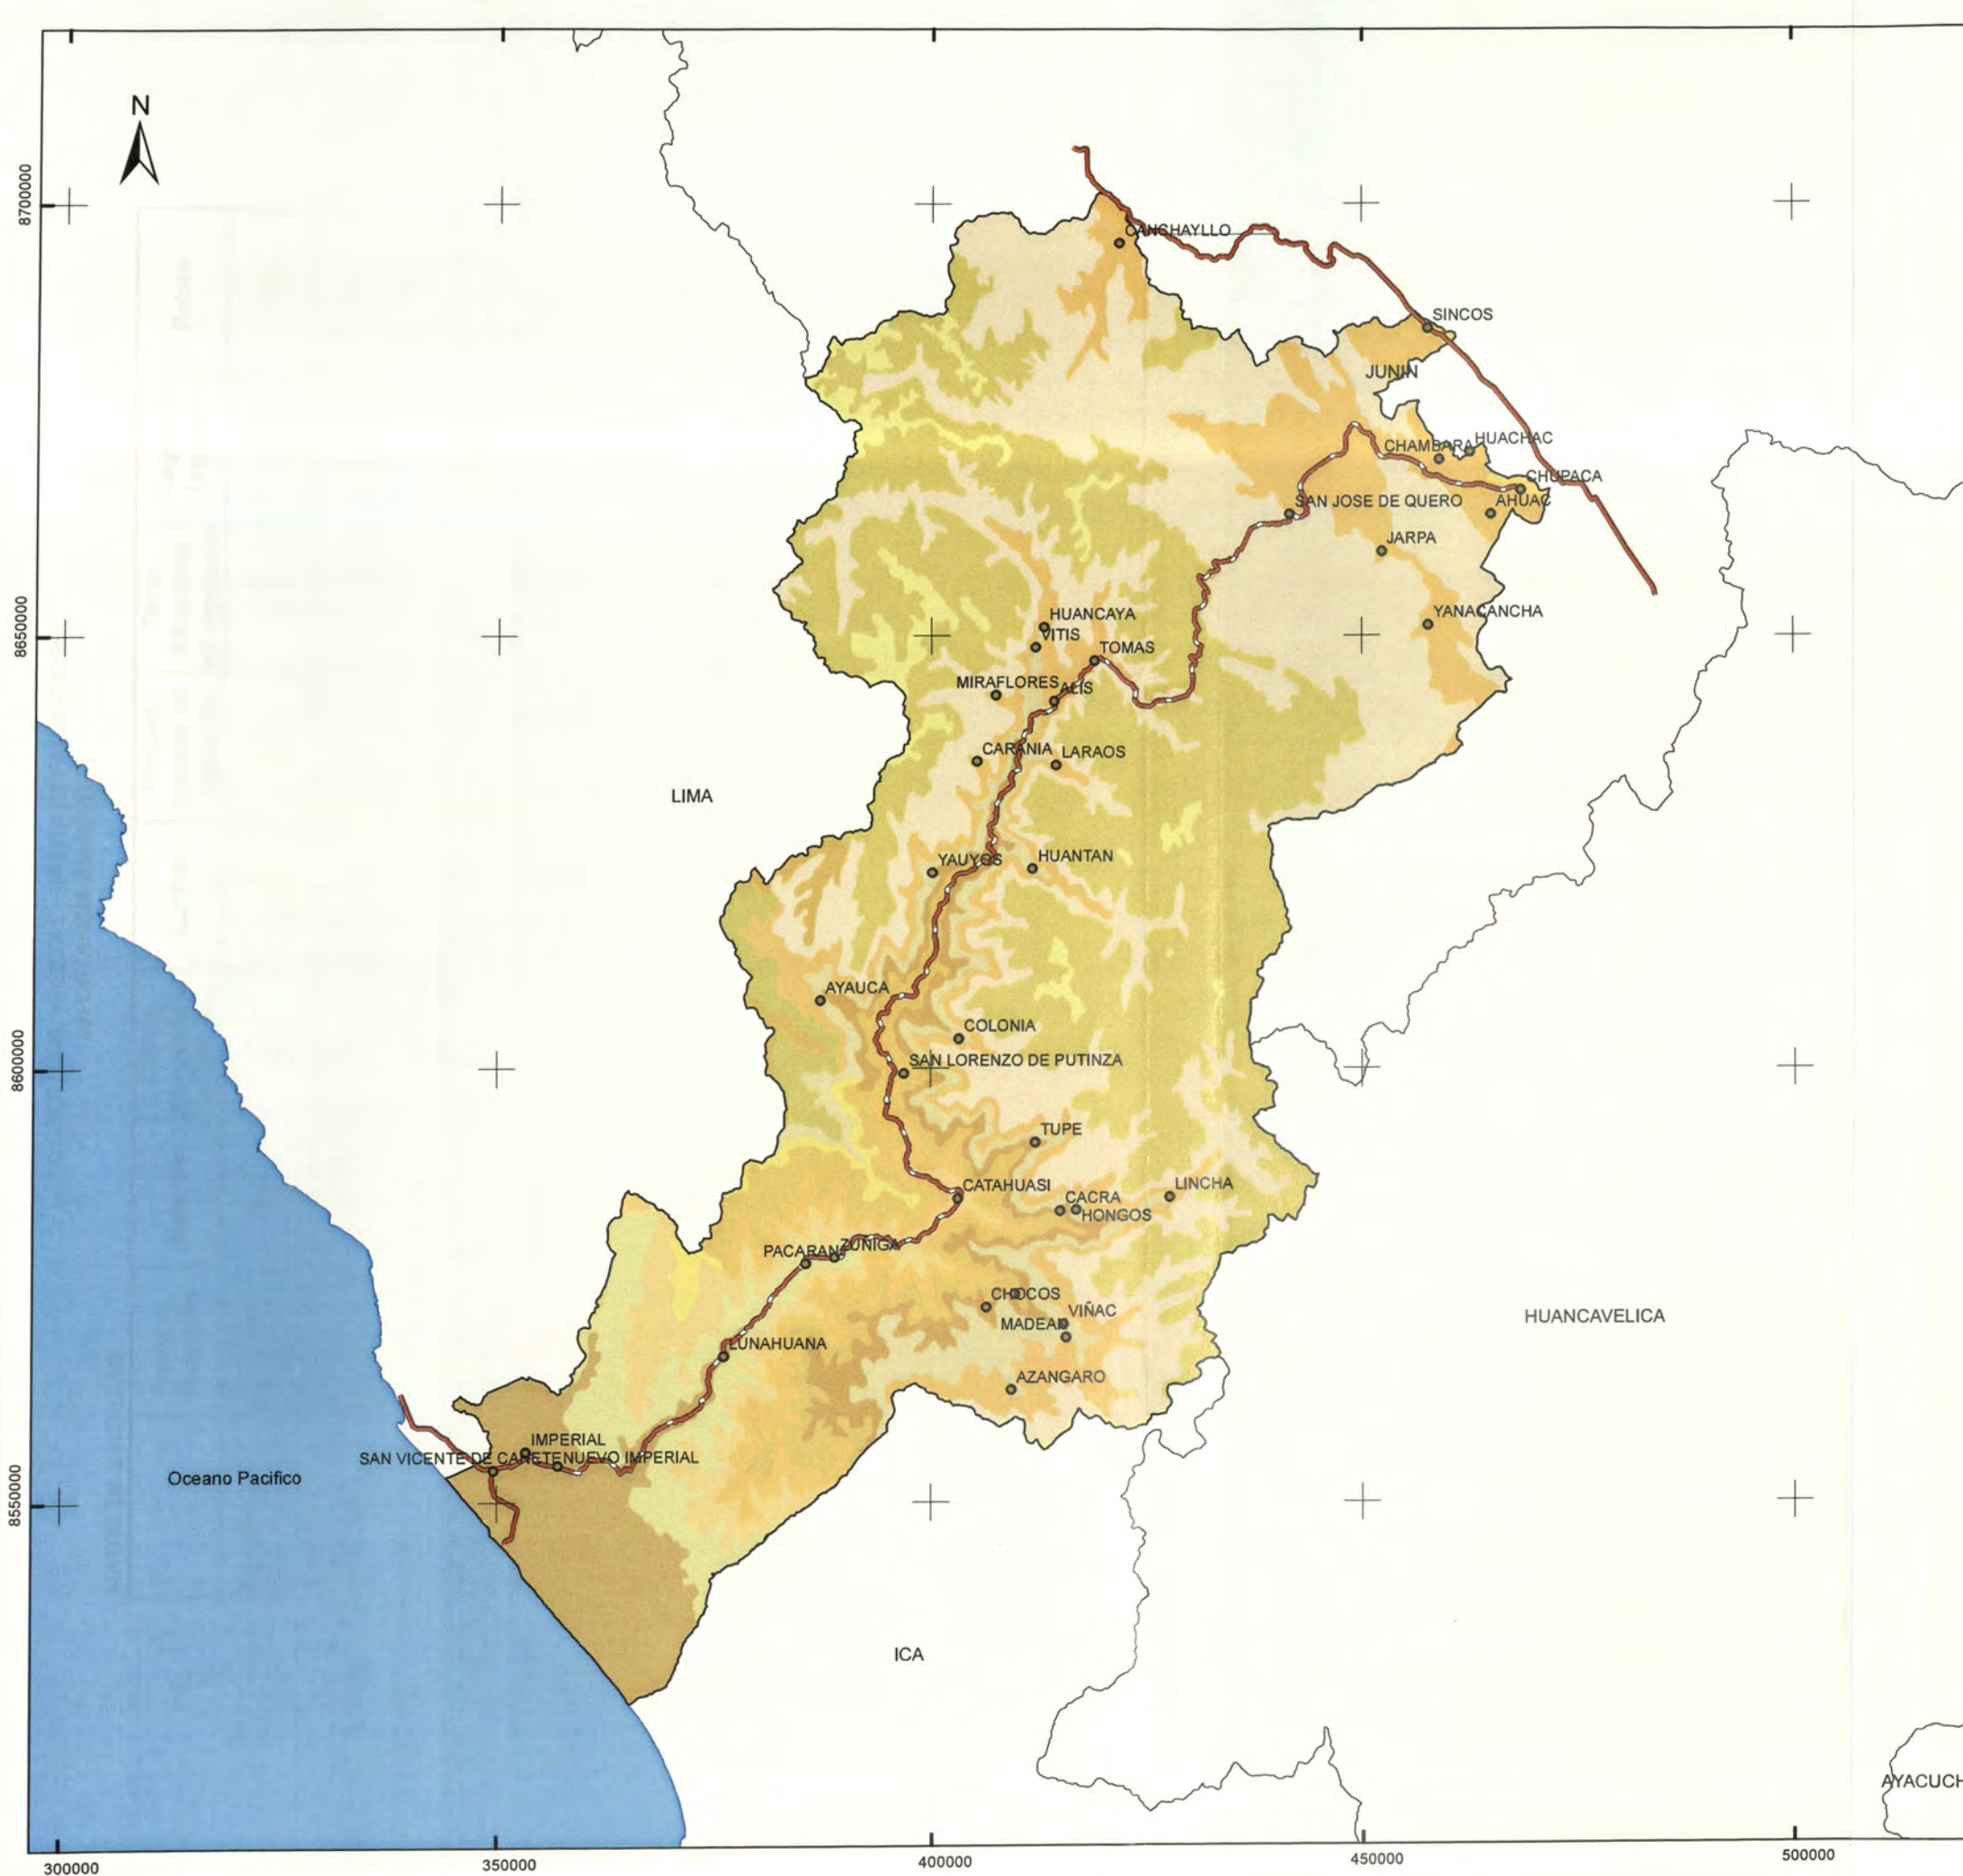 N
8700000
CANCHAYLLO
SINCOS
JUNIN
CHAMBARA
HUACHAC
CHUPACA
SAN JOSE DE QUERO
AHUAC
JARPA
8650000
HUANCAYA
YANACANCHA
VITIS
TOMAS
MIRAFLORES
ALIS
CARANIA
LARAOS
LIMA
YAUYOS
HUANTAN
AYAUCA
COLONIA
8600000
SAN LORENZO DE PUTINZA
TUPE
CATAHUASI
LINCHA
CACRA
HONGOS
PACARAN
ZUÑIGA
CHOCOS
VIÑAC
MADEAN
HUANCAVELICA
LUNAHUANA
AZANGARO
IMPERIAL
SAN VICENTE DE CAÑETE
NUEVO IMPERIAL
Oceano Pacifico
8550000
ICA
AYACUCH
300000
350000
400000
450000
500000